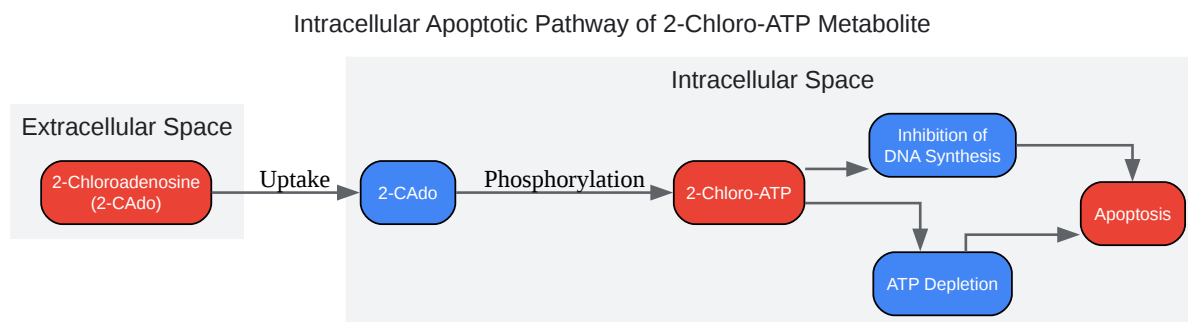 Intracellular Apoptotic Pathway of 2-Chloro-ATP Metabolite
Intracellular Space
Extracellular Space
2-Chloroadenosine
(2-CAdo)
Uptake
2-CAdo
Phosphorylation
2-Chloro-ATP
Inhibition of
DNA Synthesis
ATP Depletion
Apoptosis